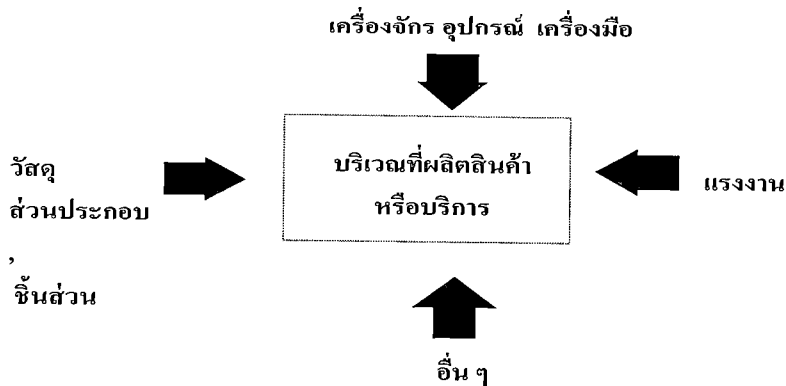 เครื่องจักร อุปกรณ์ เครื่องมือ
บริเวณที่ผลิตสินค้า
หรือบริการ
วัสดุ
ส่วนประกอบ
,
ชิ้นส่วน
แรงงาน
อื่น ๆ